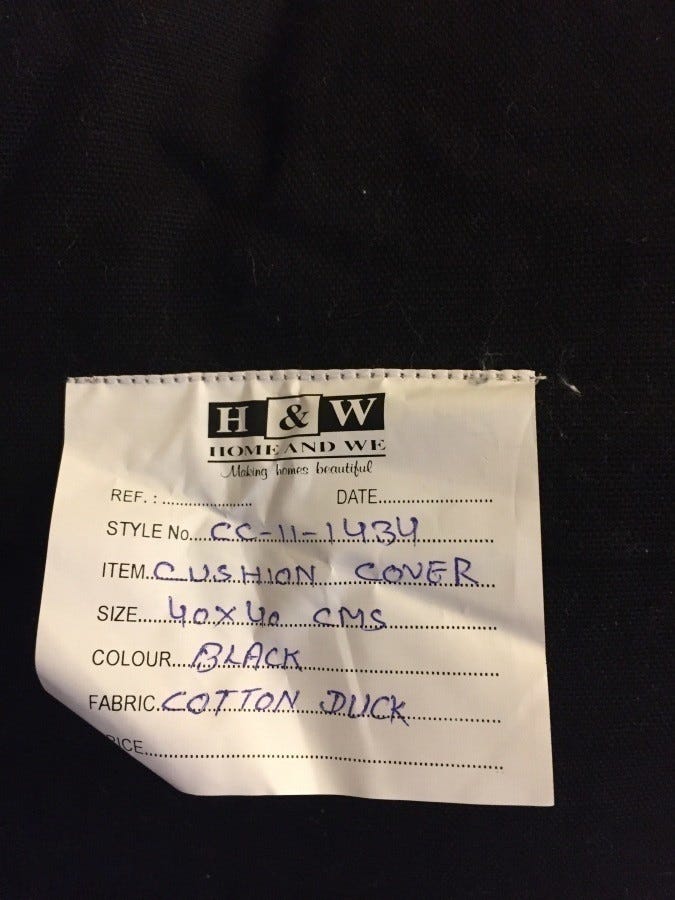 H & W
HOME AND WE
Making homes beautiful
REF. : .................... DATE..........................
STYLE No....CC-11-1434..................
ITEM..CUSHION COVER..
SIZE......40X40 CMS..........................
COLOUR...BLACK.............................................
FABRIC.COTTON DUCK.......................
RICE...................................................................................